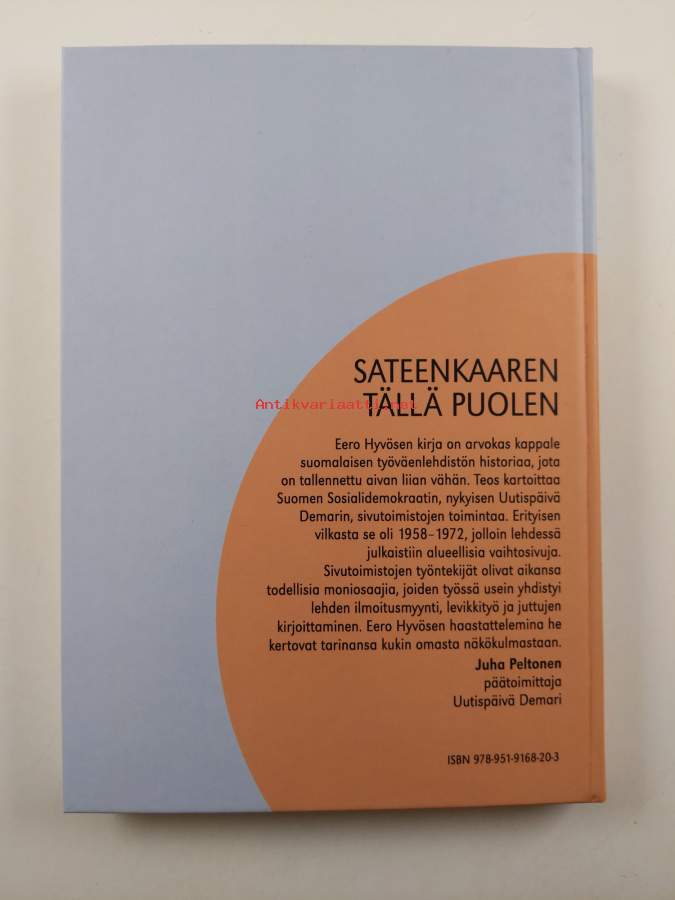 SATEENKAAREN
Antikvariaatti.net
TÄLLÄ PUOLEN
Eero Hyvösen kirja on arvokas kappale
suomalaisen työväenlehdistön historiaa, jota
on tallennettu aivan liian vähän. Teos kartoittaa
Suomen Sosialidemokraatin, nykyisen Uutispäivä
Demarin, sivutoimistojen toimintaa. Erityisen
vilkasta se oli 1958–1972, jolloin lehdessä
julkaistiin alueellisia vaihtosivuja.
Sivutoimistojen työntekijät olivat aikansa
todellisia moniosaajia, joiden työssä usein yhdistyi
lehden ilmoitusmyynti, levikkityö ja juttujen
kirjoittaminen. Eero Hyvösen haastattelemina he
kertovat tarinansa kukin omasta näkökulmastaan.
Juha Peltonen
päätoimittaja
Uutispäivä Demari
ISBN 978-951-9168-20-3